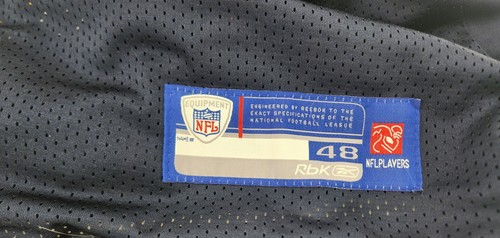 EQUIPMENT
NFL
ENGINEERED BY REEBOK TO THE
EXACT SPECIFICATIONS OF THE
NATIONAL FOOTBALL LEAGUE
48
Rbk
NFLPLAYERS